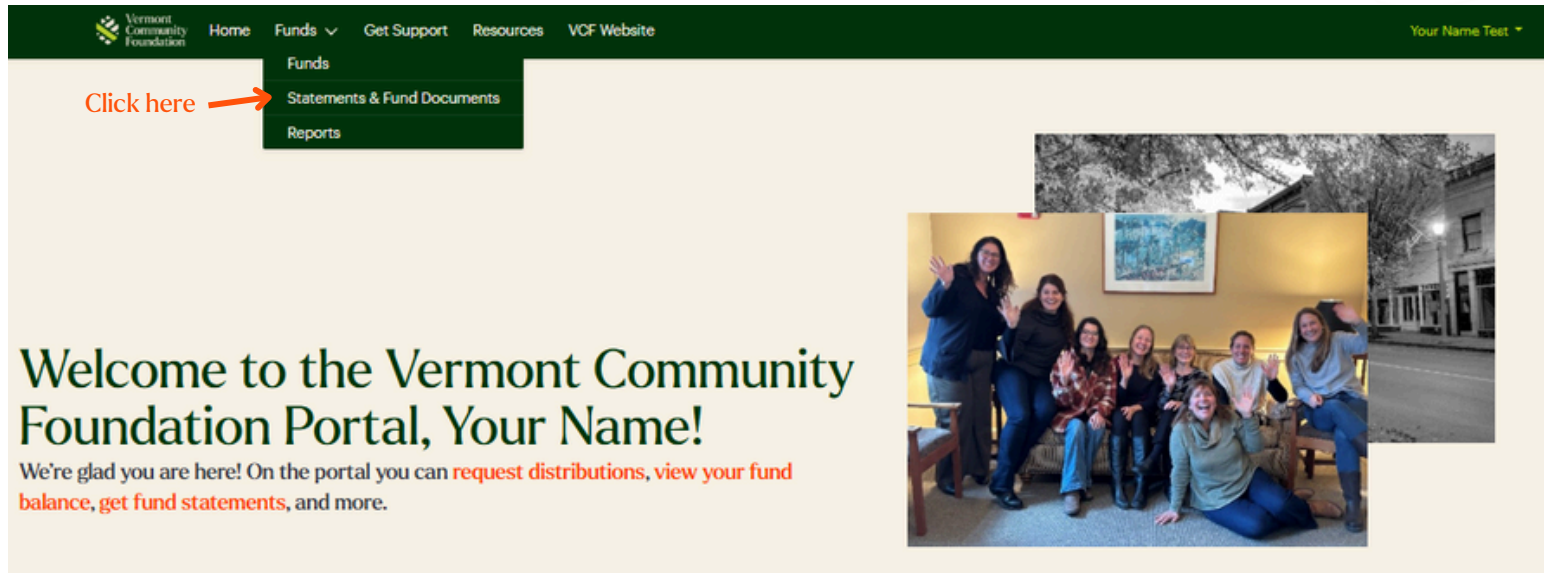 Vermont
Community
Foundation
Home Funds Get Support Resources VCF Website
Your Name Test
Funds
Click here
Statements & Fund Documents
Reports
Welcome to the Vermont Community
Foundation Portal, Your Name!
We're glad you are here! On the portal you can request distributions, view your fund
balance, get fund statements, and more.